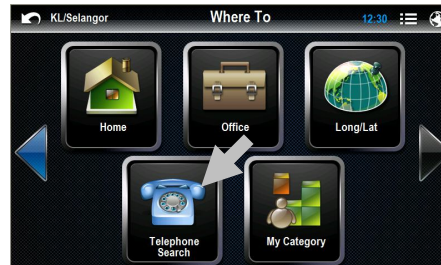 KL/Selangor Where To 12:30
Home Office Long/Lat
Telephone
Search
My Category